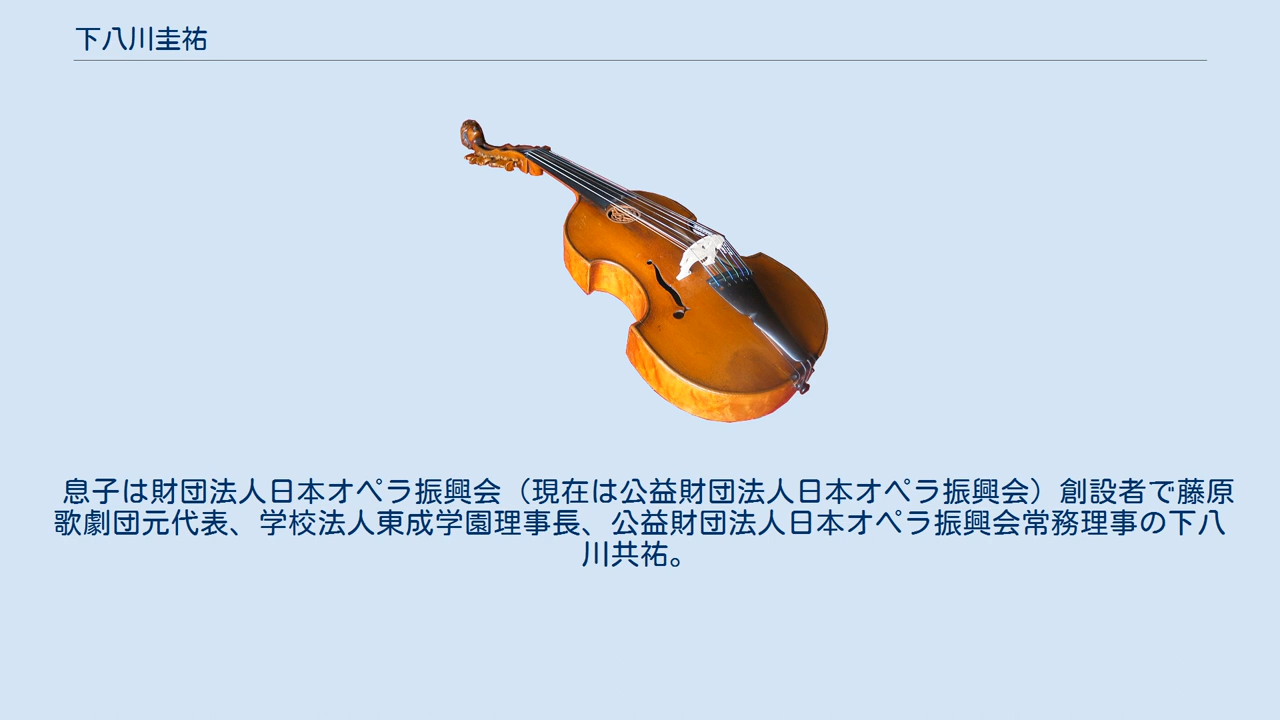 下八川圭祐
息子は財団法人日本オペラ振興会（現在は公益財団法人日本オペラ振興会）創設者で藤原
歌劇団元代表、学校法人東成学園理事長、公益財団法人日本オペラ振興会常務理事の下八
川共祐。